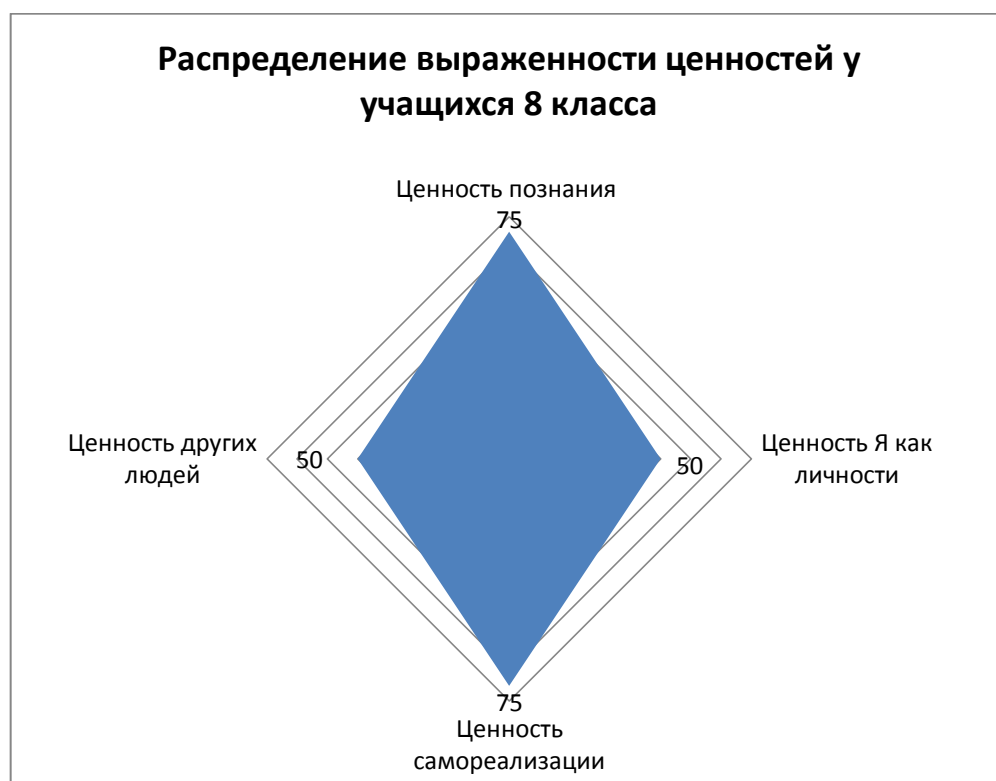 Распределение выраженности ценностей у
учащихся 8 класса
Ценность познания
75
Ценность других
людей
50
50
Ценность Я как
личности
75
Ценность
самореализации